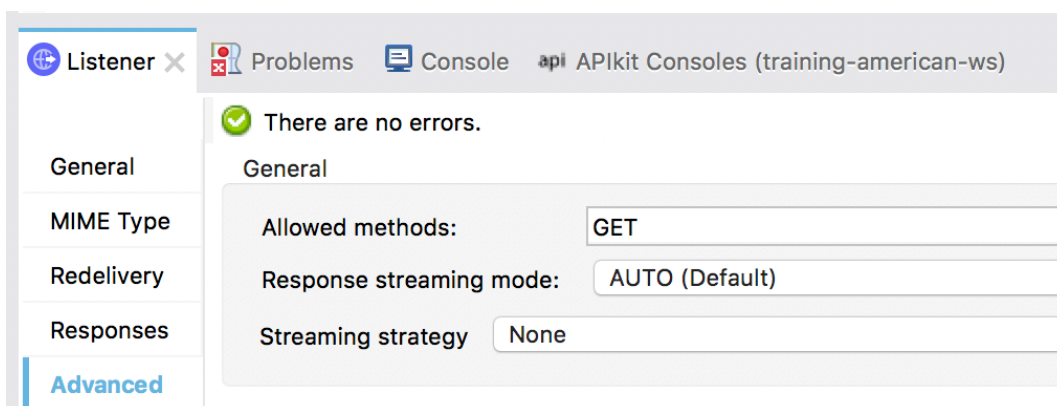 Listener Problems Console api APIkit Consoles (training-american-ws)
There are no errors.
General
MIME Type
Redelivery
Responses
Advanced
General
Allowed methods: GET
Response streaming mode: AUTO (Default)
Streaming strategy None